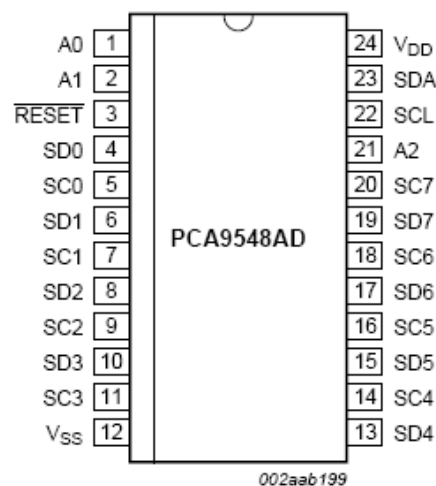 A0 1 24 VDD
A1 2 23 SDA
RESET 3 22 SCL
SD0 4 21 A2
SC0 5 20 SC7
SD1 6 19 SD7
PCA9548AD
SC1 7 18 SC6
SD2 8 17 SD6
SC2 9 16 SC5
SD3 10 15 SD5
SC3 11 14 SC4
VSS 12 13 SD4
002aab199